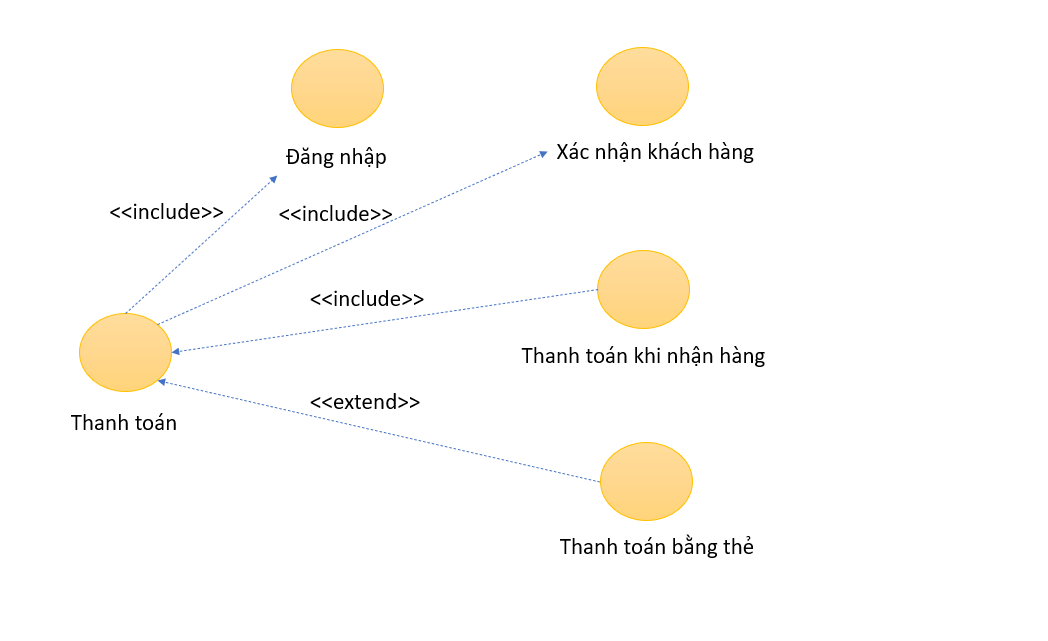 Đăng nhập
Xác nhận khách hàng
<<include>>
<<include>>
<<include>>
Thanh toán khi nhận hàng
<<extend>>
Thanh toán
Thanh toán bằng thẻ